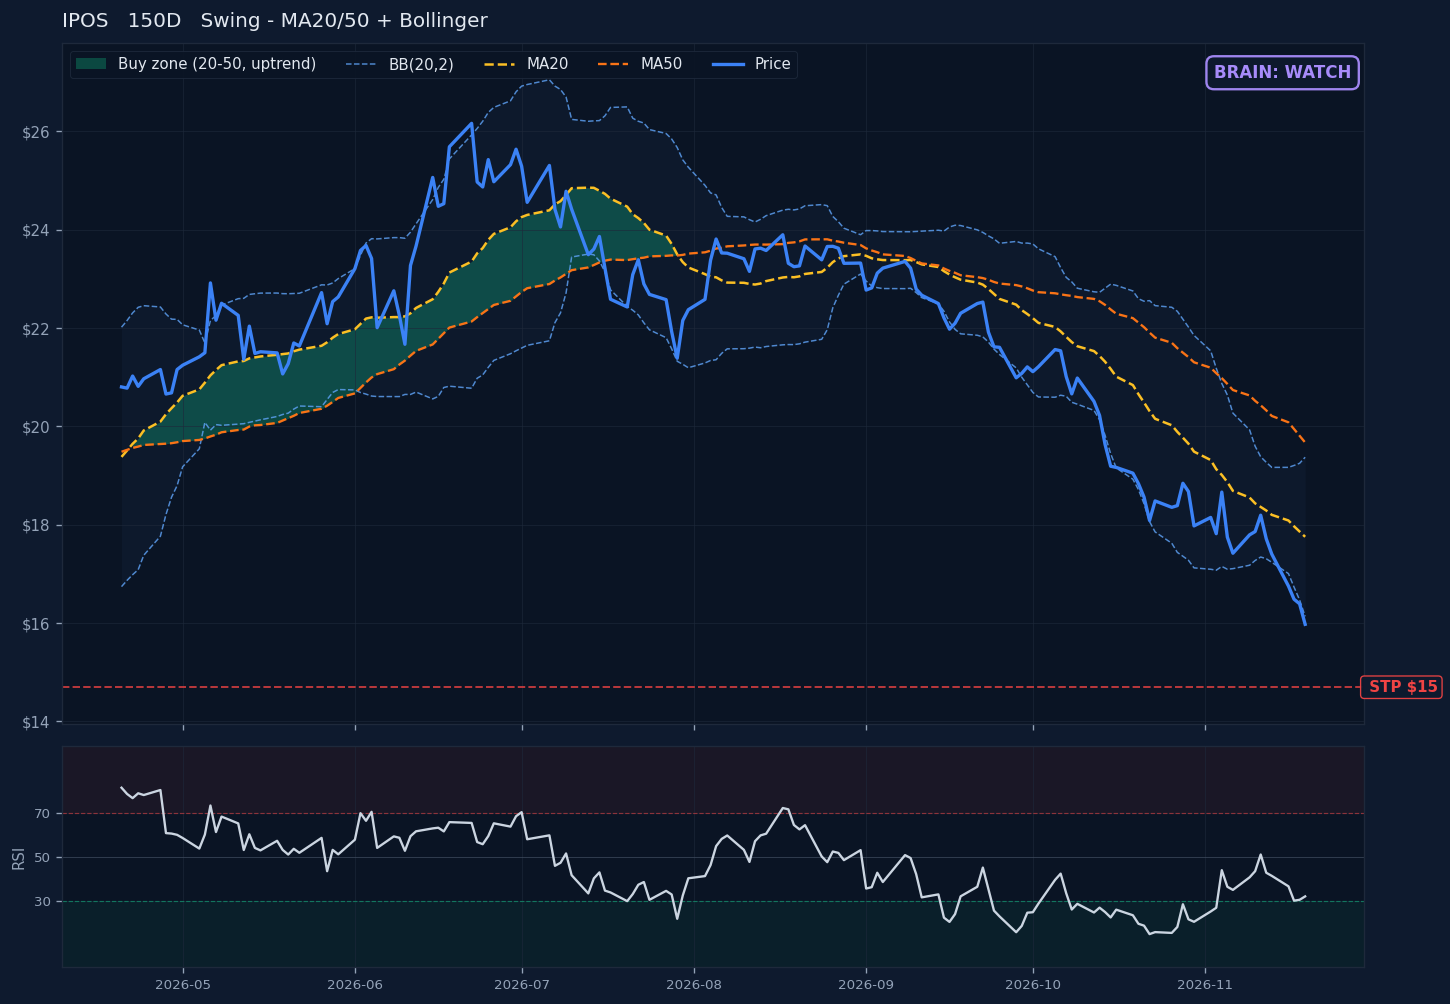 IPOS   150D   Swing - MA20/50 + Bollinger
Buy zone (20-50, uptrend)
BB(20,2)
MA20
MA50
Price
BRAIN: WATCH
$26
$24
$22
$20
$18
$16
$14
STP $15
RSI
70
50
30
2026-05
2026-06
2026-07
2026-08
2026-09
2026-10
2026-11